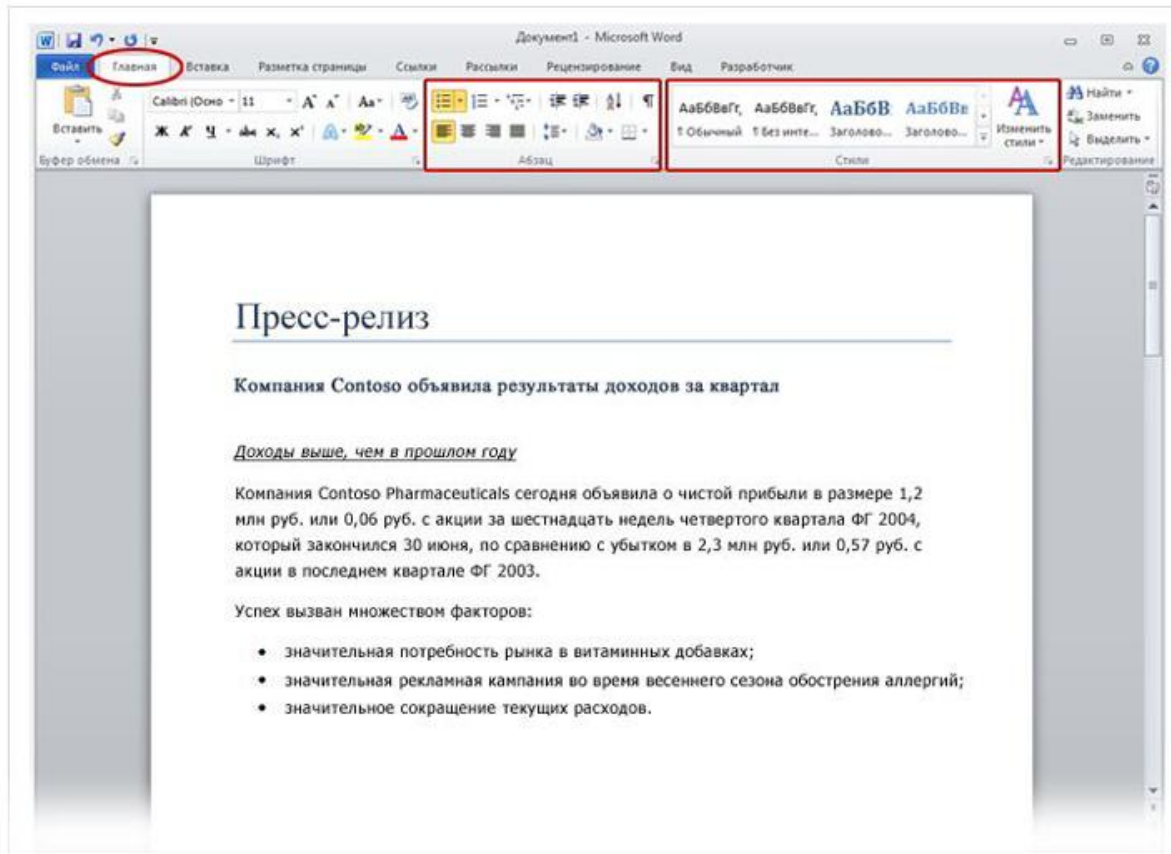 Документ1 - Microsoft Word
Файл Главная Вставка Разметка страницы Ссылки Рассылки Рецензирование Вид Разработчик
Вставить
Calibri (Осно 11
Ж К Ч abc x, x'
АаБбВвГг, АаБбВвГг, АаБбВ АаБбВв
¶ Обычный ¶ Без инте... Заголово... Заголово...
Изменить стили
Найти
Заменить
Выделить
Буфер обмена Шрифт Абзац Стили Редактирование
Пресс-релиз
Компания Contoso объявила результаты доходов за квартал
Доходы выше, чем в прошлом году
Компания Contoso Pharmaceuticals сегодня объявила о чистой прибыли в размере 1,2
млн руб. или 0,06 руб. с акции за шестнадцать недель четвертого квартала ФГ 2004,
который закончился 30 июня, по сравнению с убытком в 2,3 млн руб. или 0,57 руб. с
акции в последнем квартале ФГ 2003.
Успех вызван множеством факторов:
• значительная потребность рынка в витаминных добавках;
• значительная рекламная кампания во время весеннего сезона обострения аллергий;
• значительное сокращение текущих расходов.